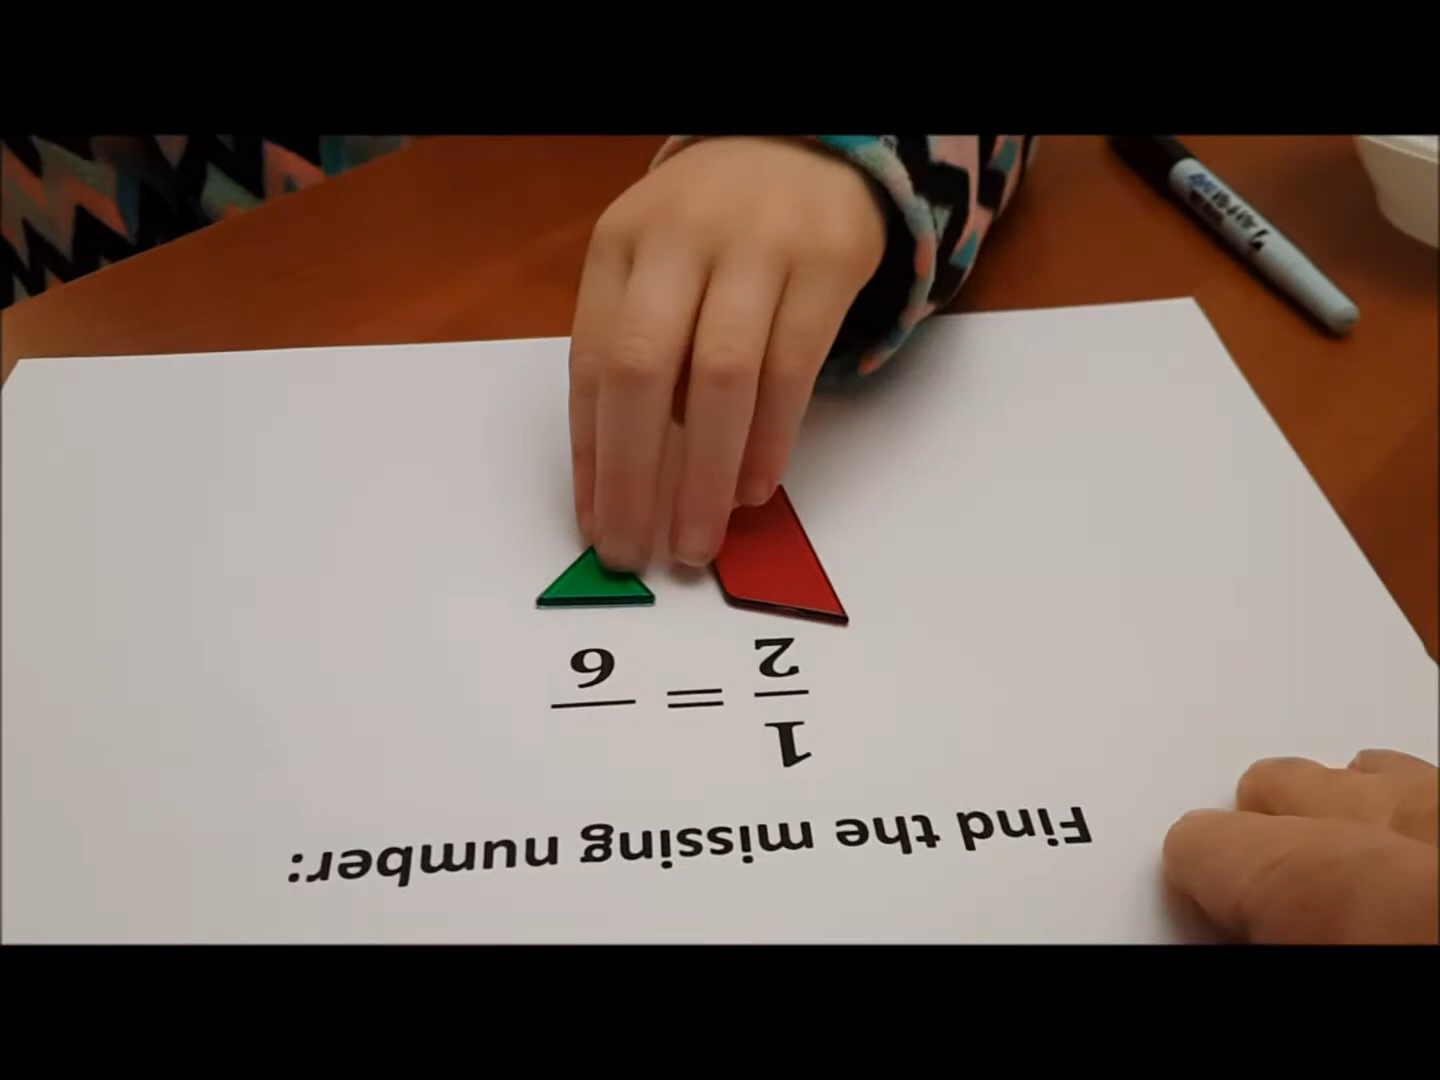 Find the missing number:
1 
2 = 
6